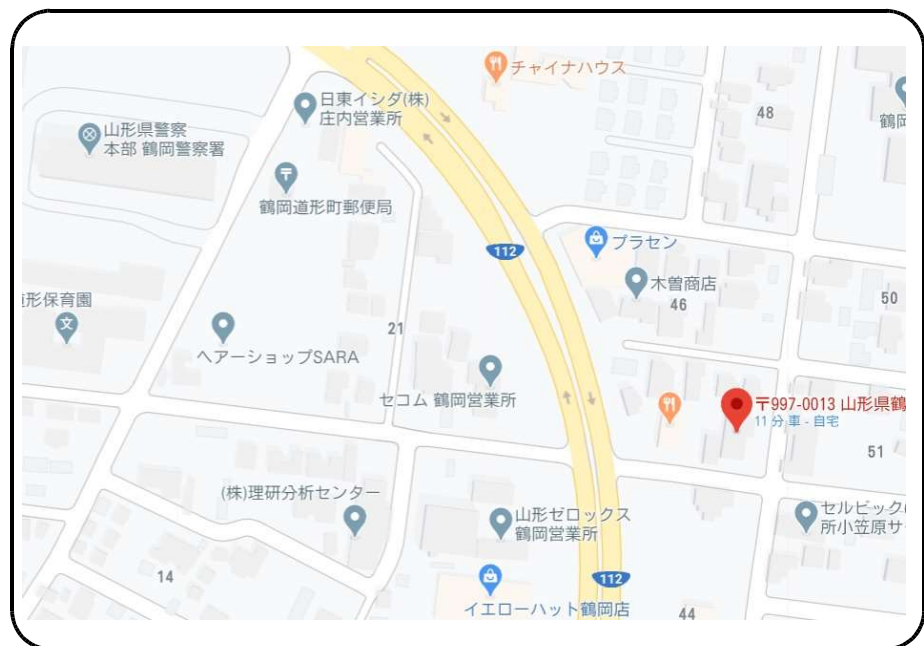 チャイナハウス
日東イシダ(株)
庄内営業所
48
鶴岡
山形県警察
本部 鶴岡警察署
〒
鶴岡道形町郵便局
112
プラセン
木曽商店
46
50
形保育園
文
21
ヘアーショップSARA
セコム 鶴岡営業所
〒997-0013 山形県鶴
11 分 車 - 自宅
51
(株)理研分析センター
山形ゼロックス
鶴岡営業所
セルビック
所小笠原サ
14
112
イエローハット鶴岡店
44